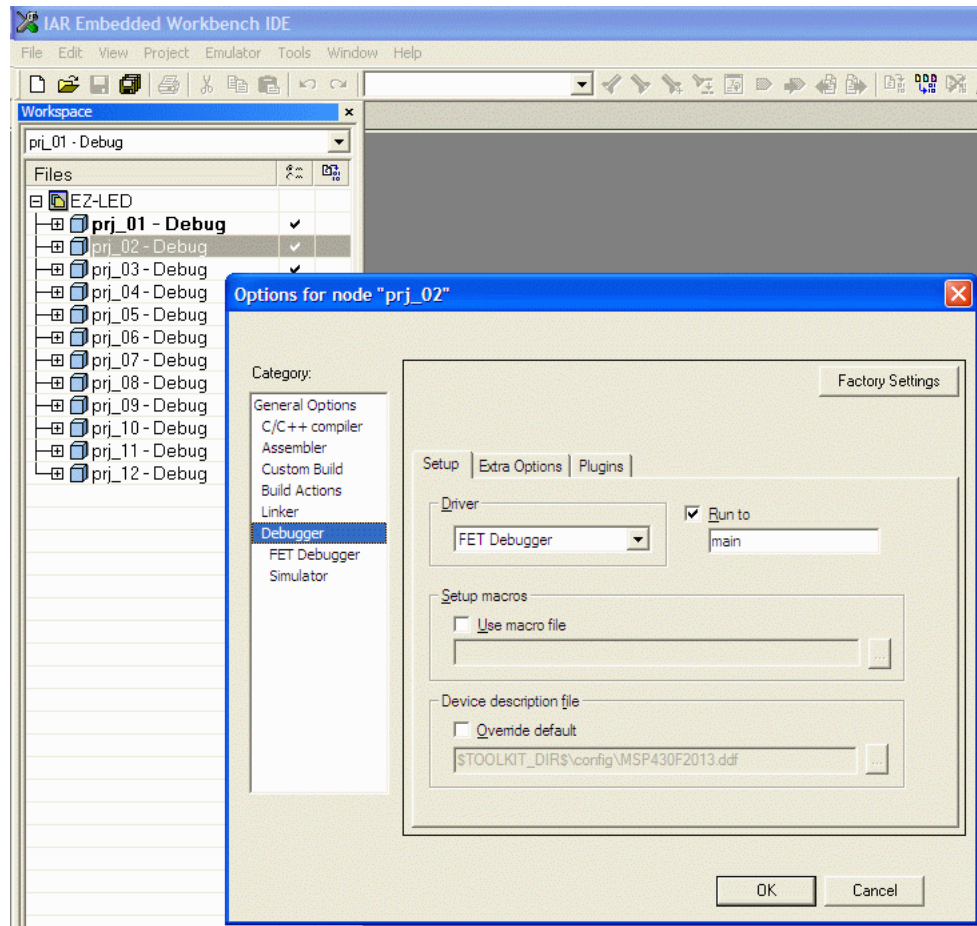 IAR Embedded Workbench IDE
File Edit View Project Emulator Tools Window Help
Workspace
prj_01 - Debug
Files
EZ-LED
prj_01 - Debug
prj_02 - Debug
prj_03 - Debug
prj_04 - Debug
prj_05 - Debug
prj_06 - Debug
prj_07 - Debug
prj_08 - Debug
prj_09 - Debug
prj_10 - Debug
prj_11 - Debug
prj_12 - Debug
Options for node "prj_02"
Category:
Factory Settings
General Options
C/C++ compiler
Assembler
Custom Build
Build Actions
Linker
Debugger
FET Debugger
Simulator
Setup Extra Options Plugins
Driver
FET Debugger
Run to
main
Setup macros
Use macro file
...
Device description file
Override default
$TOOLKIT_DIR$\config\MSP430F2013.ddf
...
OK Cancel